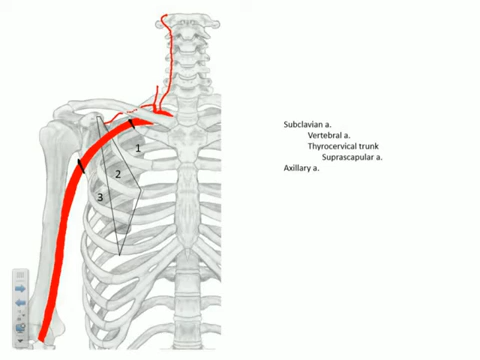 Subclavian a.
Vertebral a.
Thyrocervical trunk
Suprascapular a.
Axillary a.
1
2
3